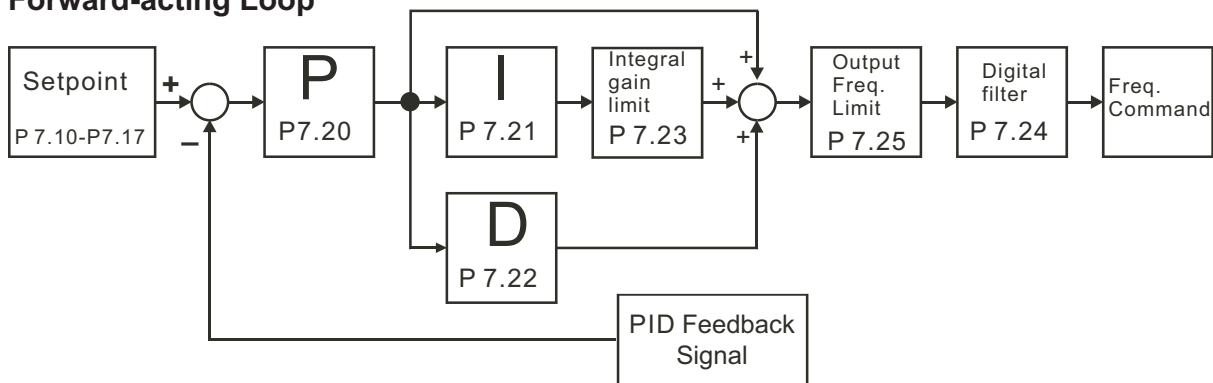 Forward-acting Loop
Setpoint
P 7.10-P7.17
+
−
P
P7.20
I
P 7.21
Integral
gain
limit
P 7.23
D
P 7.22
+
+
+
Output
Freq.
Limit
P 7.25
Digital
filter
P 7.24
Freq.
Command
PID Feedback
Signal